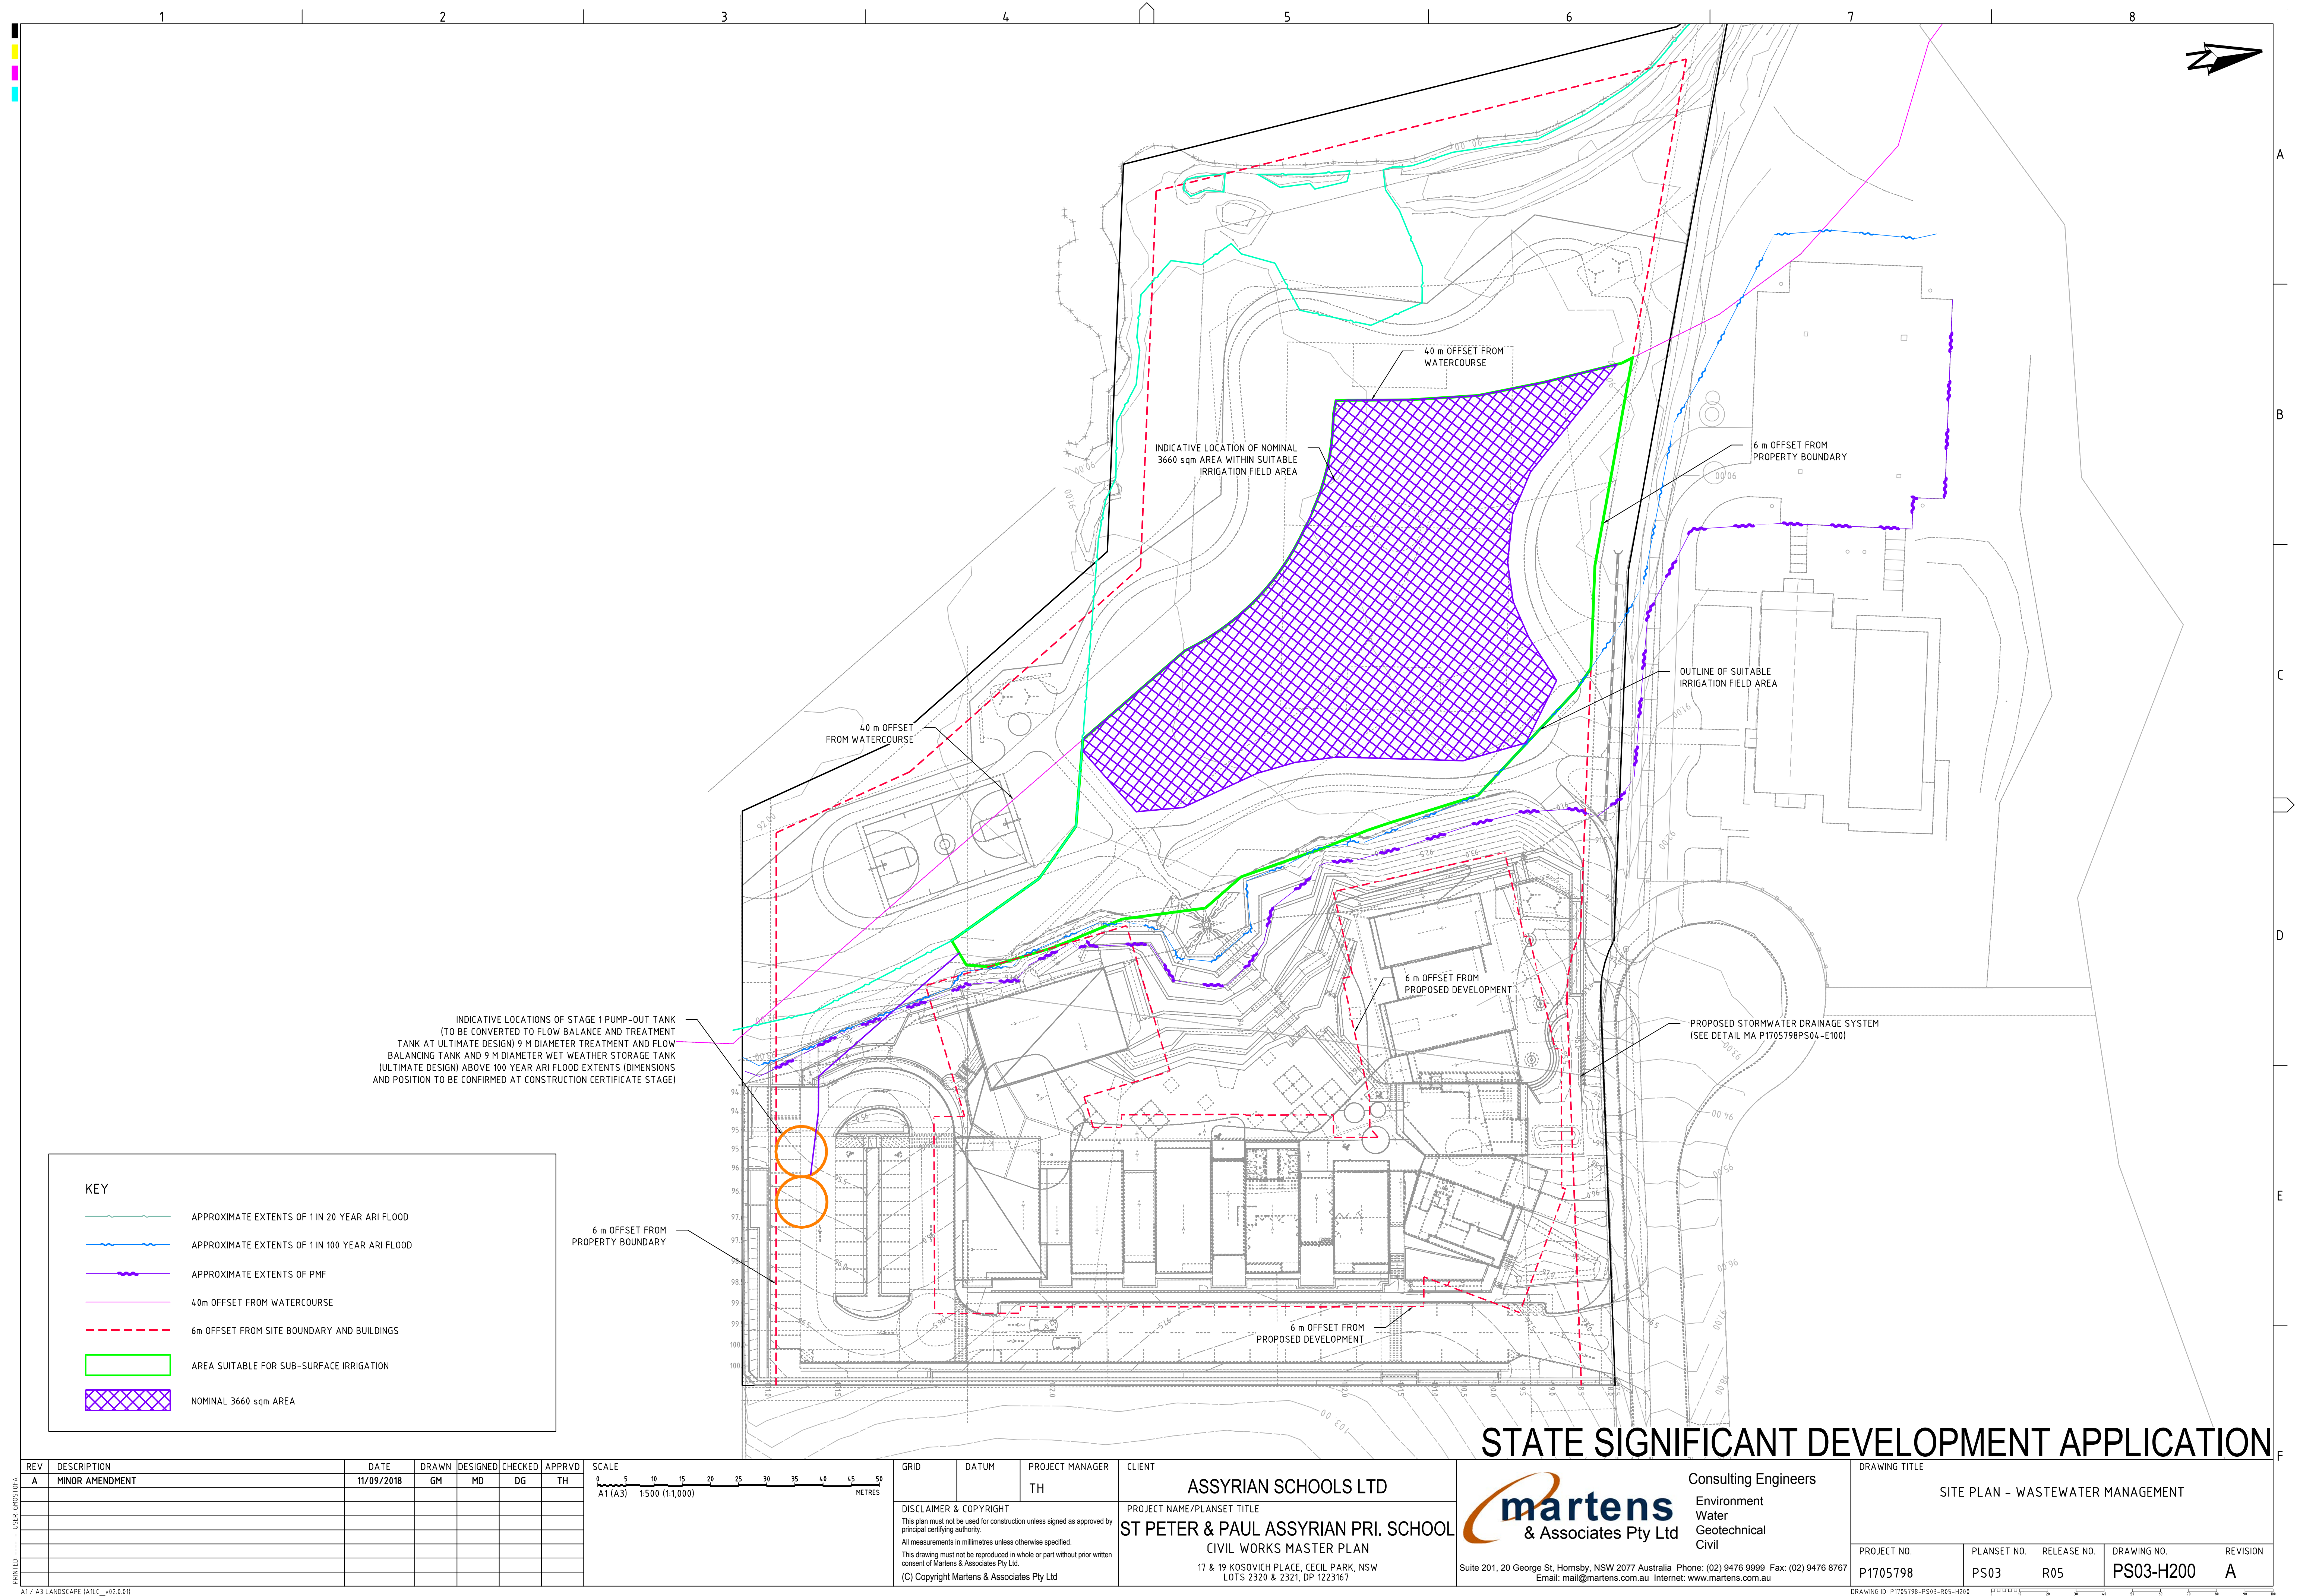 1 2 3 4 5 6 7 8
A
B
C
D
E
F
N
40 m OFFSET FROM
WATERCOURSE
INDICATIVE LOCATION OF NOMINAL
3660 sqm AREA WITHIN SUITABLE
IRRIGATION FIELD AREA
6 m OFFSET FROM
PROPERTY BOUNDARY
OUTLINE OF SUITABLE
IRRIGATION FIELD AREA
40 m OFFSET
FROM WATERCOURSE
6 m OFFSET FROM
PROPOSED DEVELOPMENT
INDICATIVE LOCATIONS OF STAGE 1 PUMP-OUT TANK
(TO BE CONVERTED TO FLOW BALANCE AND TREATMENT
TANK AT ULTIMATE DESIGN) 9 M DIAMETER TREATMENT AND FLOW
BALANCING TANK AND 9 M DIAMETER WET WEATHER STORAGE TANK
(ULTIMATE DESIGN) ABOVE 100 YEAR ARI FLOOD EXTENTS (DIMENSIONS
AND POSITION TO BE CONFIRMED AT CONSTRUCTION CERTIFICATE STAGE)
PROPOSED STORMWATER DRAINAGE SYSTEM
(SEE DETAIL MA P1705798PS04-E100)
6 m OFFSET FROM
PROPERTY BOUNDARY
6 m OFFSET FROM
PROPOSED DEVELOPMENT
KEY
APPROXIMATE EXTENTS OF 1 IN 20 YEAR ARI FLOOD
APPROXIMATE EXTENTS OF 1 IN 100 YEAR ARI FLOOD
APPROXIMATE EXTENTS OF PMF
40m OFFSET FROM WATERCOURSE
6m OFFSET FROM SITE BOUNDARY AND BUILDINGS
AREA SUITABLE FOR SUB-SURFACE IRRIGATION
NOMINAL 3660 sqm AREA
STATE SIGNIFICANT DEVELOPMENT APPLICATION
REV DESCRIPTION DATE DRAWN DESIGNED CHECKED APPRVD
A MINOR AMENDMENT 11/09/2018 GM MD DG TH
SCALE
0 5 10 15 20 25 30 35 40 45 50
A1 (A3) 1:500 (1:1,000) METRES
GRID DATUM PROJECT MANAGER
TH
DISCLAIMER & COPYRIGHT
This plan must not be used for construction unless signed as approved by
principal certifying authority.
All measurements in millimetres unless otherwise specified.
This drawing must not be reproduced in whole or part without prior written
consent of Martens & Associates Pty Ltd.
(C) Copyright Martens & Associates Pty Ltd
CLIENT
ASSYRIAN SCHOOLS LTD
PROJECT NAME/PLANSET TITLE
ST PETER & PAUL ASSYRIAN PRI. SCHOOL
CIVIL WORKS MASTER PLAN
17 & 19 KOSOVICH PLACE, CECIL PARK, NSW
LOTS 2320 & 2321, DP 1223167
martens
& Associates Pty Ltd
Consulting Engineers
Environment
Water
Geotechnical
Civil
Suite 201, 20 George St, Hornsby, NSW 2077 Australia Phone: (02) 9476 9999 Fax: (02) 9476 8767
Email: mail@martens.com.au Internet: www.martens.com.au
DRAWING TITLE
SITE PLAN - WASTEWATER MANAGEMENT
PROJECT NO. PLANSET NO. RELEASE NO. DRAWING NO. REVISION
P1705798 PS03 R05 PS03-H200 A
DRAWING ID P1705798-PS03-R05-H200
A1 / A3 LANDSCAPE (A1LC_v02.0.01)